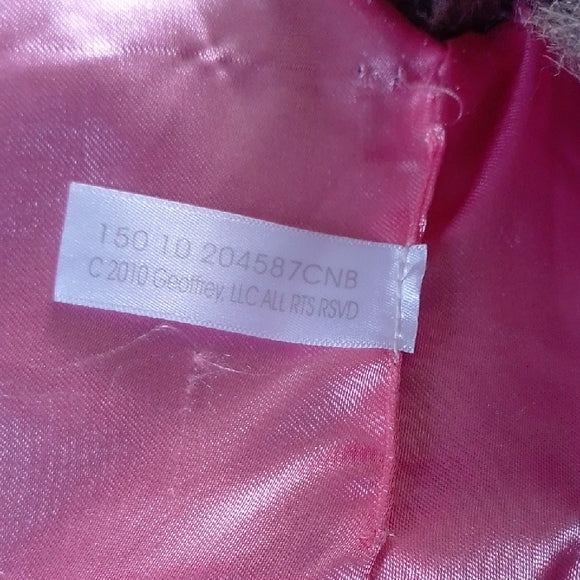 150 10 204587CNB
C 2010 Geoffrey, LLC ALL RTS RSVD